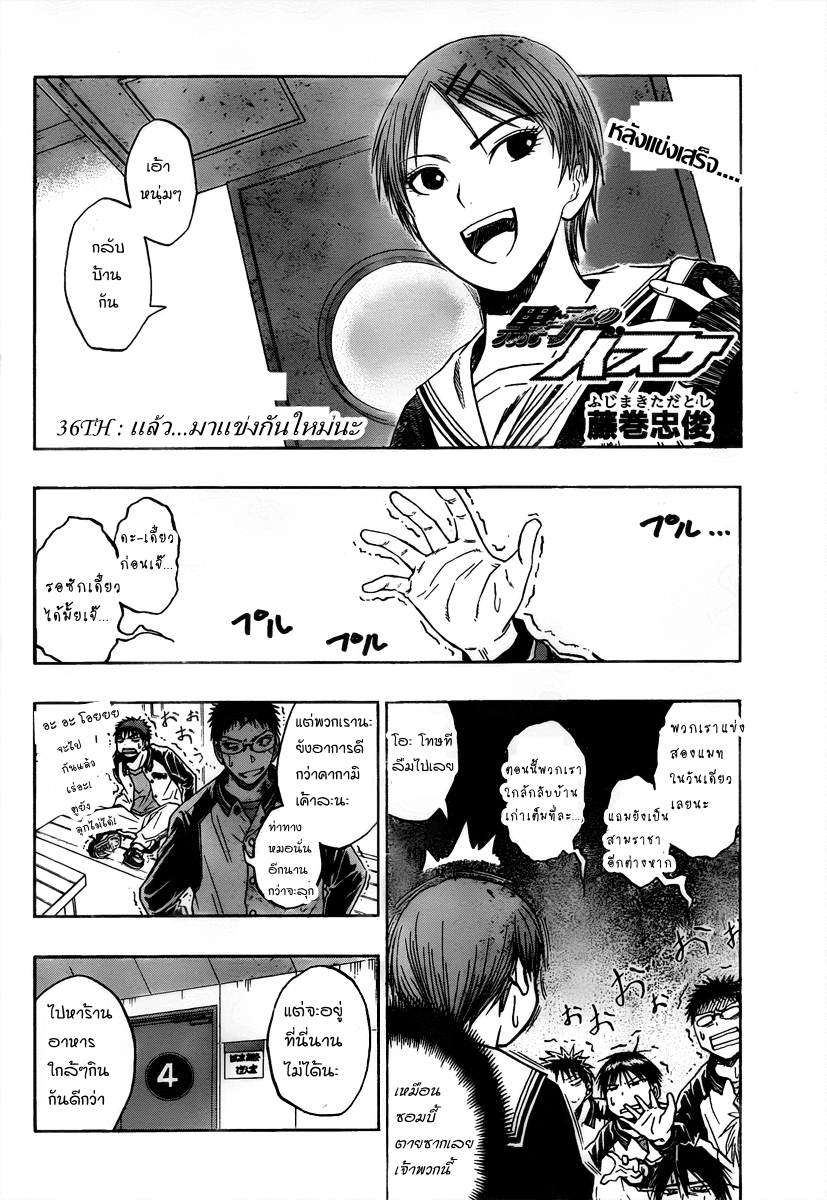 หลังแข่งเสร็จ....
เอ้า
หนุ่มๆ
กลับ
บ้าน
กัน
黒子の
バスケ
ふじまきただとし
藤巻忠俊
36TH : แล้ว...มาแข่งกันใหม่นะ
プル...
プル
プル
ดะ-เดี๋ยว
ก่อนเจ๊...
รอซักเดี๋ยว
ได้มั้ยเจ๊...
พวกเราแข่ง
สองแมท
ในวันเดียว
เลยนะ
แถมยังเป็น
สามราชา
อีกต่างหาก
ตอนนี้พวกเรา
ใกล้กลับบ้าน
เก่าเต็มที่ละ...
โอะ โทษที
ลืมไปเลย
おおお
おお
おお
เหมือน
ซอมบี้
ตายซากเลย
เจ้าพวกนี้
แต่พวกเรานะ
ยังอาการดี
กว่าคากามิ
เค้าละนะ
ท่าทาง
หมอนั่น
อีกนาน
กว่าจะลุก
おおお
อะ อะ โอยยย
จะไป
กันแล้ว
เร่อะ!
ตูยัง
ลุกไม่ได้!
แต่จะอยู่
ที่นี่นาน
ไม่ได้นะ
ไปหาร้าน
อาหาร
ใกล้ๆกิน
กันดีกว่า
4